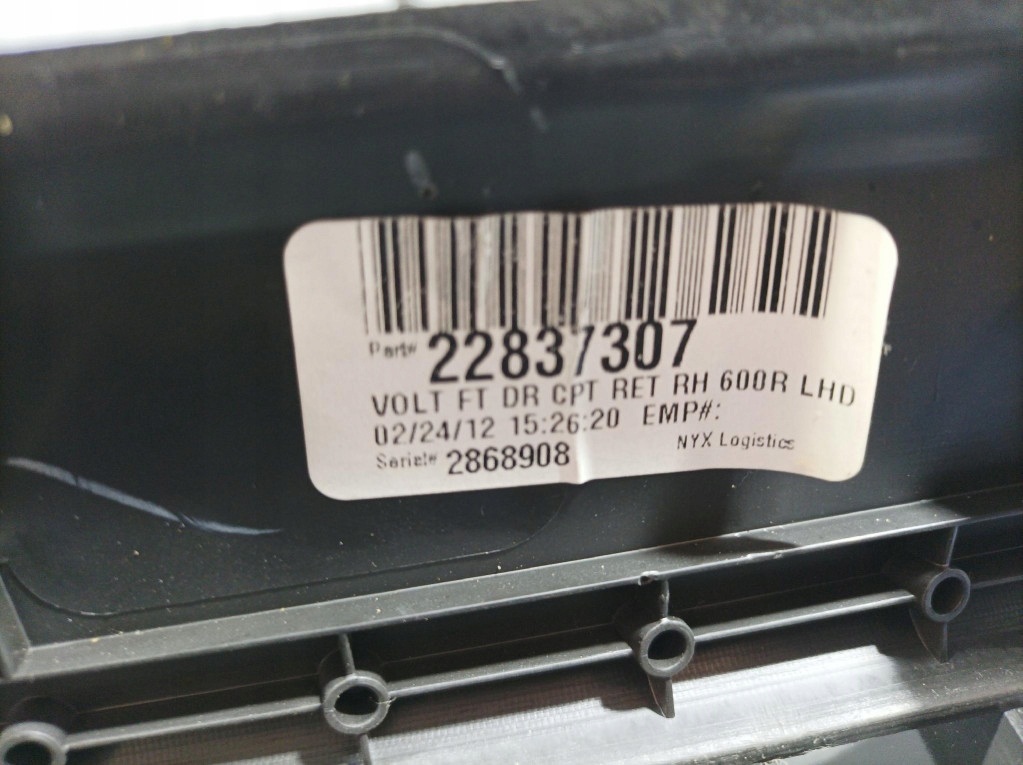 Part# 22837307
VOLT FT DR CPT RET RH 600R LHD
02/24/12 15:26:20 EMP#:
Serial# 2868908 NYX Logistics